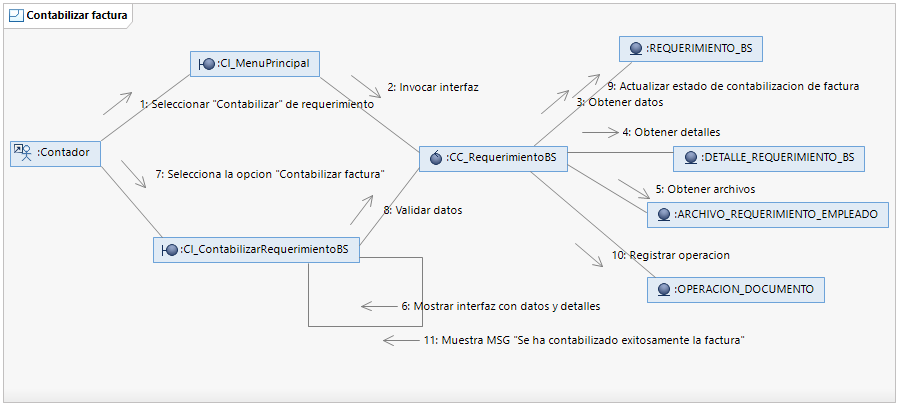 Contabilizar factura
:CI_MenuPrincipal
:REQUERIMIENTO_BS
2: Invocar interfaz
9: Actualizar estado de contabilizacion de factura
1: Seleccionar "Contabilizar" de requerimiento
3: Obtener datos
4: Obtener detalles
:Contador
:CC_RequerimientoBS
:DETALLE_REQUERIMIENTO_BS
7: Selecciona la opcion "Contabilizar factura"
5: Obtener archivos
8: Validar datos
:ARCHIVO_REQUERIMIENTO_EMPLEADO
:CI_ContabilizarRequerimientoBS
10: Registrar operacion
:OPERACION_DOCUMENTO
6: Mostrar interfaz con datos y detalles
11: Muestra MSG "Se ha contabilizado exitosamente la factura"